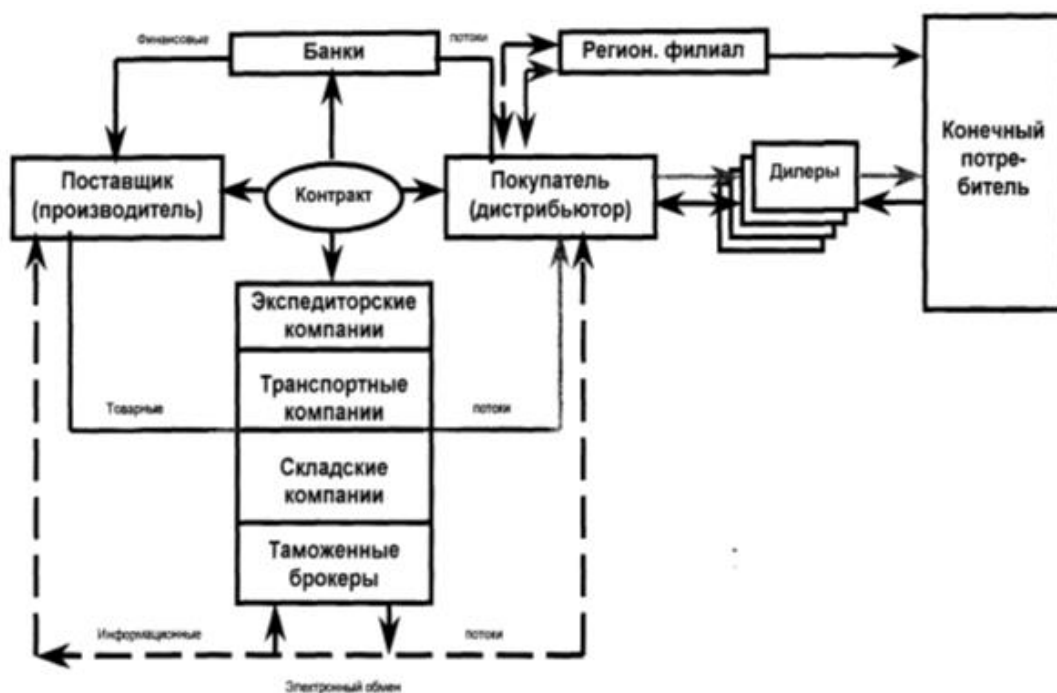 Финансовые
Банки
потоки
Регион. филиал
Конечный
потре-
битель
Поставщик
(производитель)
Контракт
Покупатель
(дистрибьютор)
Дилеры
Экспедиторские
компании
Транспортные
компании
Товарные
потоки
Складские
компании
Таможенные
брокеры
Информационные
потоки
Электронный обмен